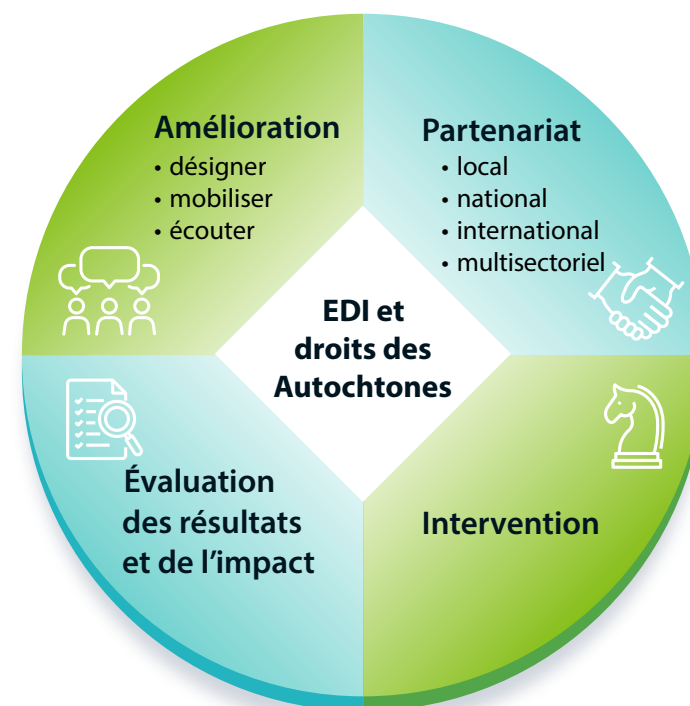 Amélioration
• désigner
• mobiliser
• écouter
Partenariat
• local
• national
• international
• multisectoriel
EDI et
droits des
Autochtones
Évaluation
des résultats
et de l’impact
Intervention